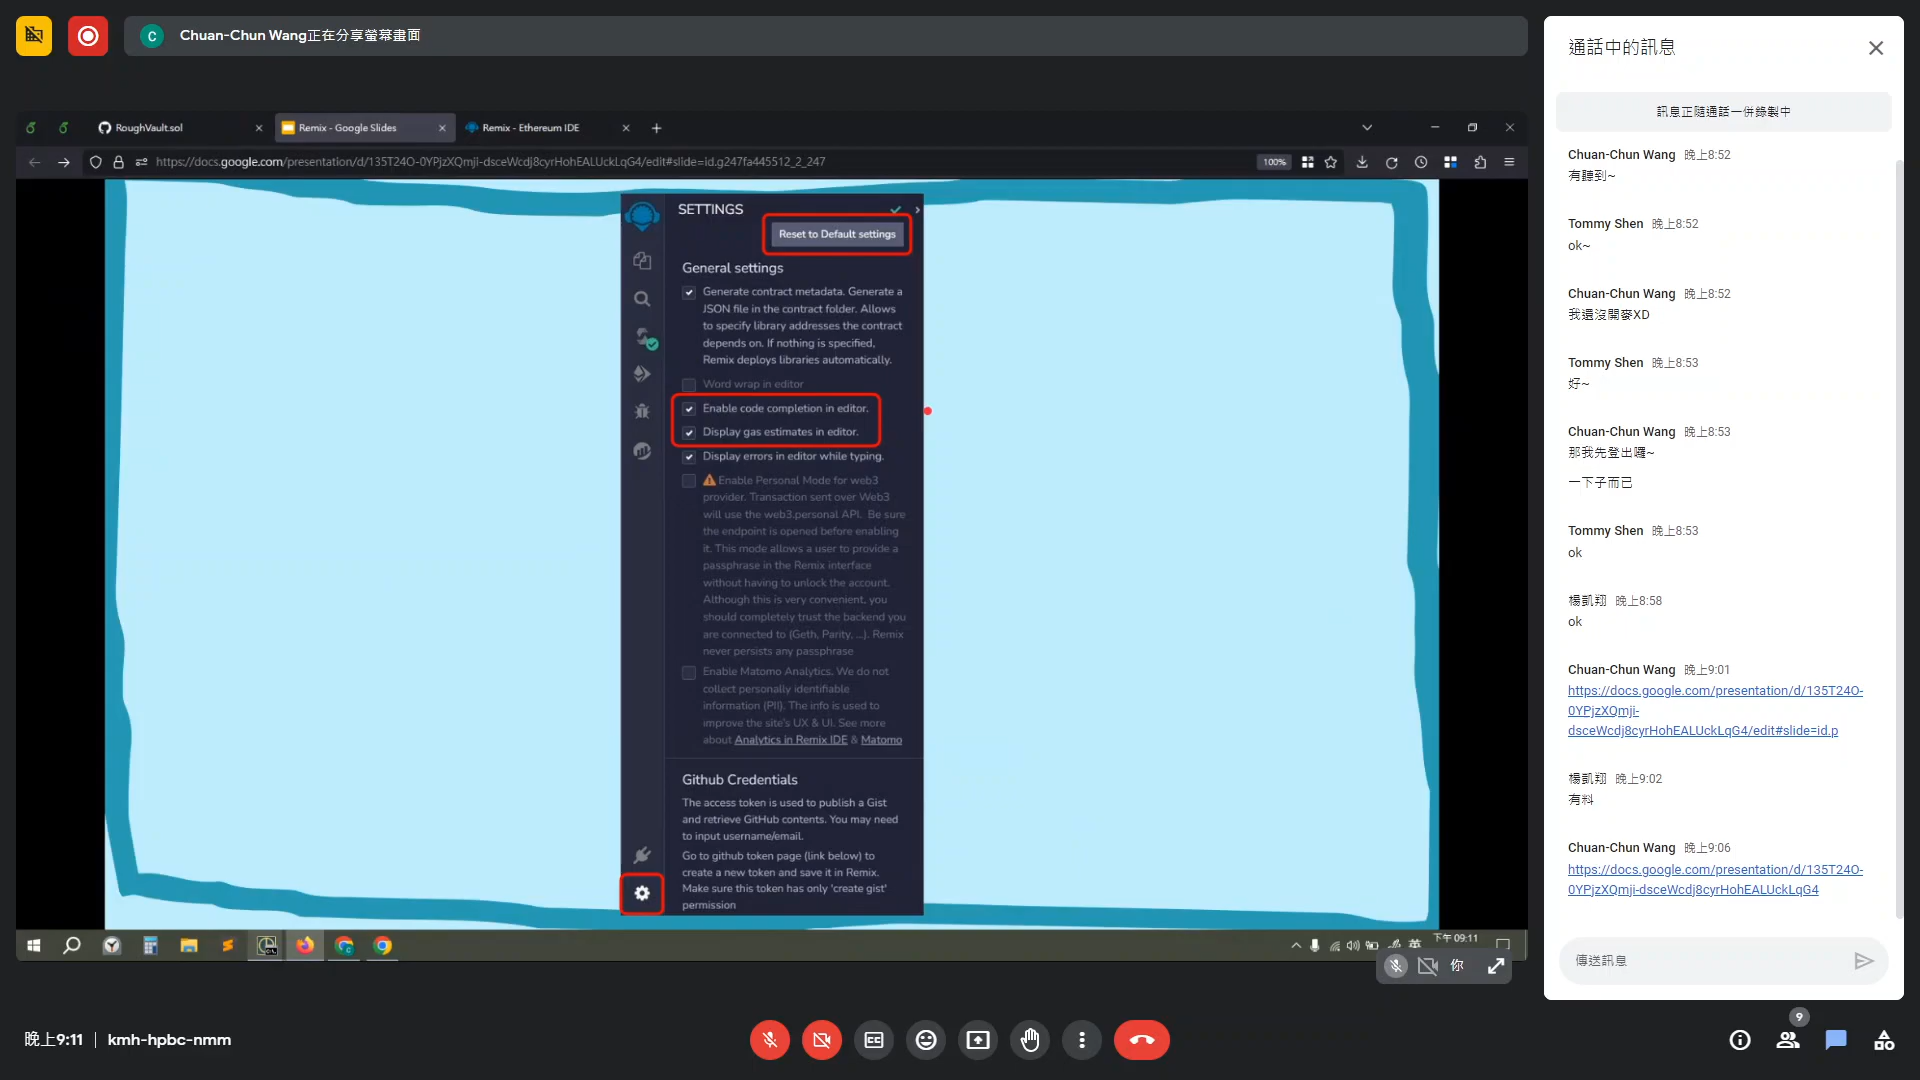 C Chuan-Chun Wang正在分享螢幕畫面
RoughVault.sol
Remix - Google Slides
Remix - Ethereum IDE
https://docs.google.com/presentation/d/135T24O-0YPjzXQmji-dsceWcdj8cyrHohEALUckLqG4/edit#slide=id.g247fa445512_2_247
100%
SETTINGS
Reset to Default settings
General settings
Generate contract metadata. Generate a
JSON file in the contract folder. Allows
to specify library addresses the contract
depends on. If nothing is specified,
Remix deploys libraries automatically.
Word wrap in editor
Enable code completion in editor.
Display gas estimates in editor.
Display errors in editor while typing.
Enable Personal Mode for web3
provider. Transaction sent over Web3
will use the web3.personal API. Be sure
the endpoint is opened before enabling
it. This mode allows a user to provide a
passphrase in the Remix interface
without having to unlock the account.
Although this is very convenient, you
should completely trust the backend you
are connected to (Geth, Parity, ...). Remix
never persists any passphrase
Enable Matomo Analytics. We do not
collect personally identifiable
information (PII). The info is used to
improve the site's UX & UI. See more
about Analytics in Remix IDE & Matomo
Github Credentials
The access token is used to publish a Gist
and retrieve GitHub contents. You may need
to input username/email.
Go to github token page (link below) to
create a new token and save it in Remix.
Make sure this token has only 'create gist'
permission
英
下午 09:11
你
通話中的訊息
訊息正隨通話一併錄製中
Chuan-Chun Wang 晚上8:52
有聽到~
Tommy Shen 晚上8:52
ok~
Chuan-Chun Wang 晚上8:52
我還沒開麥XD
Tommy Shen 晚上8:53
好~
Chuan-Chun Wang 晚上8:53
那我先登出囉~
一下子而已
Tommy Shen 晚上8:53
ok
楊凱翔 晚上8:58
ok
Chuan-Chun Wang 晚上9:01
https://docs.google.com/presentation/d/135T24O-
0YPjzXQmji-
dsceWcdj8cyrHohEALUckLqG4/edit#slide=id.p
楊凱翔 晚上9:02
有料
Chuan-Chun Wang 晚上9:06
https://docs.google.com/presentation/d/135T24O-
0YPjzXQmji-dsceWcdj8cyrHohEALUckLqG4
傳送訊息
晚上9:11 | kmh-hpbc-nmm
9